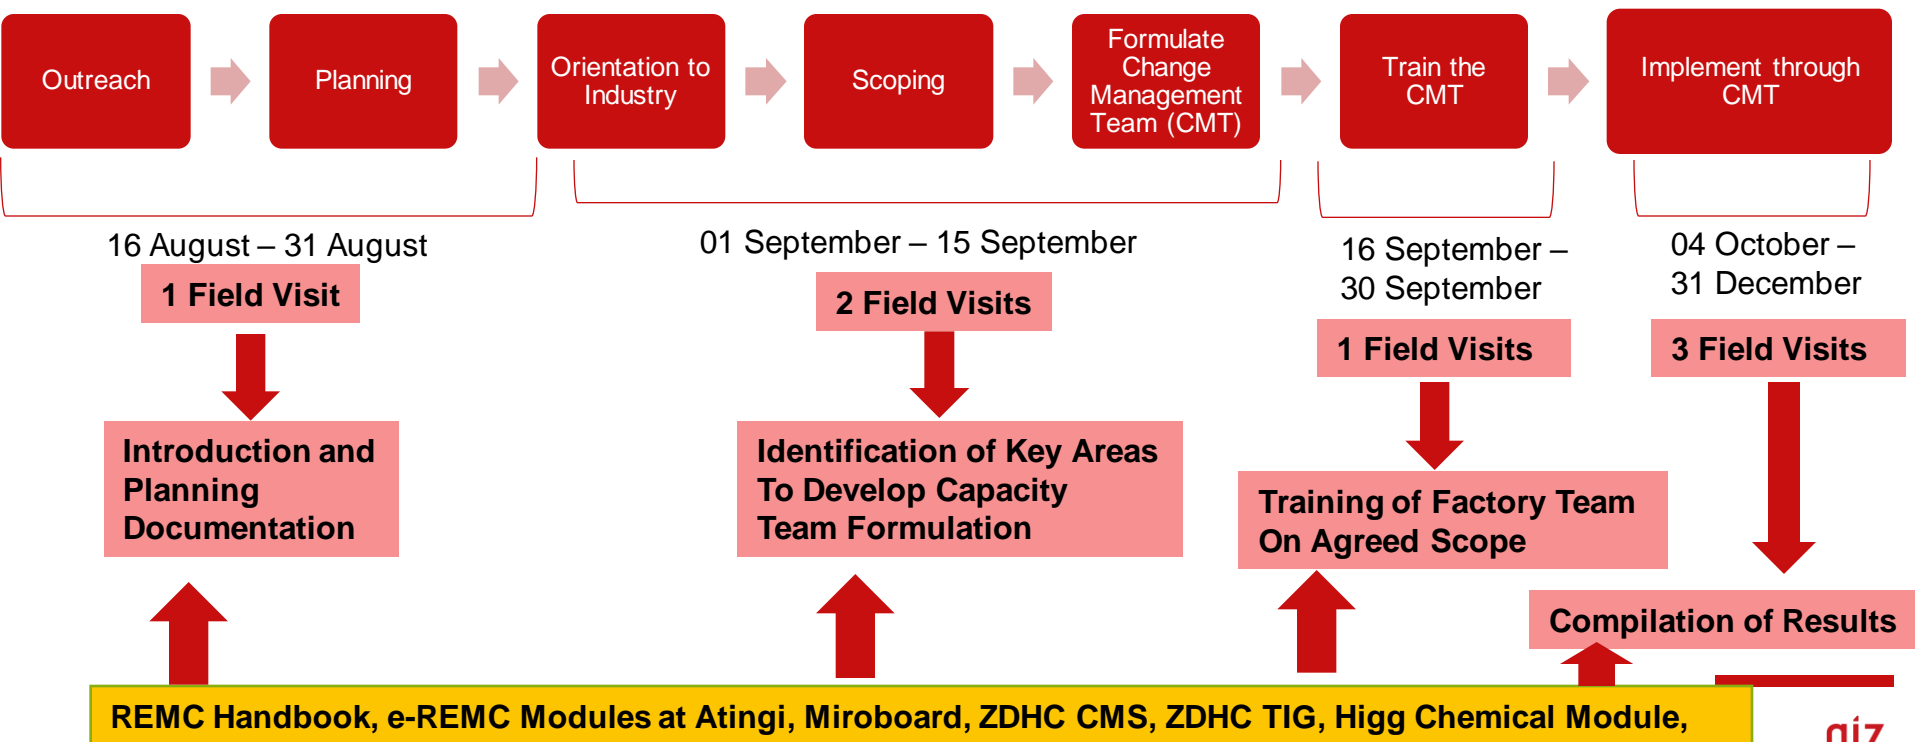 Outreach
Planning
Orientation to
Industry
Scoping
Formulate
Change
Management
Team (CMT)
Train the
CMT
Implement through
CMT
16 August – 31 August
01 September – 15 September
16 September –
30 September
04 October –
31 December
1 Field Visit
2 Field Visits
1 Field Visits
3 Field Visits
Introduction and
Planning
Documentation
Identification of Key Areas
To Develop Capacity
Team Formulation
Training of Factory Team
On Agreed Scope
Compilation of Results
REMC Handbook, e-REMC Modules at Atingi, Miroboard, ZDHC CMS, ZDHC TIG, Higg Chemical Module,
giz